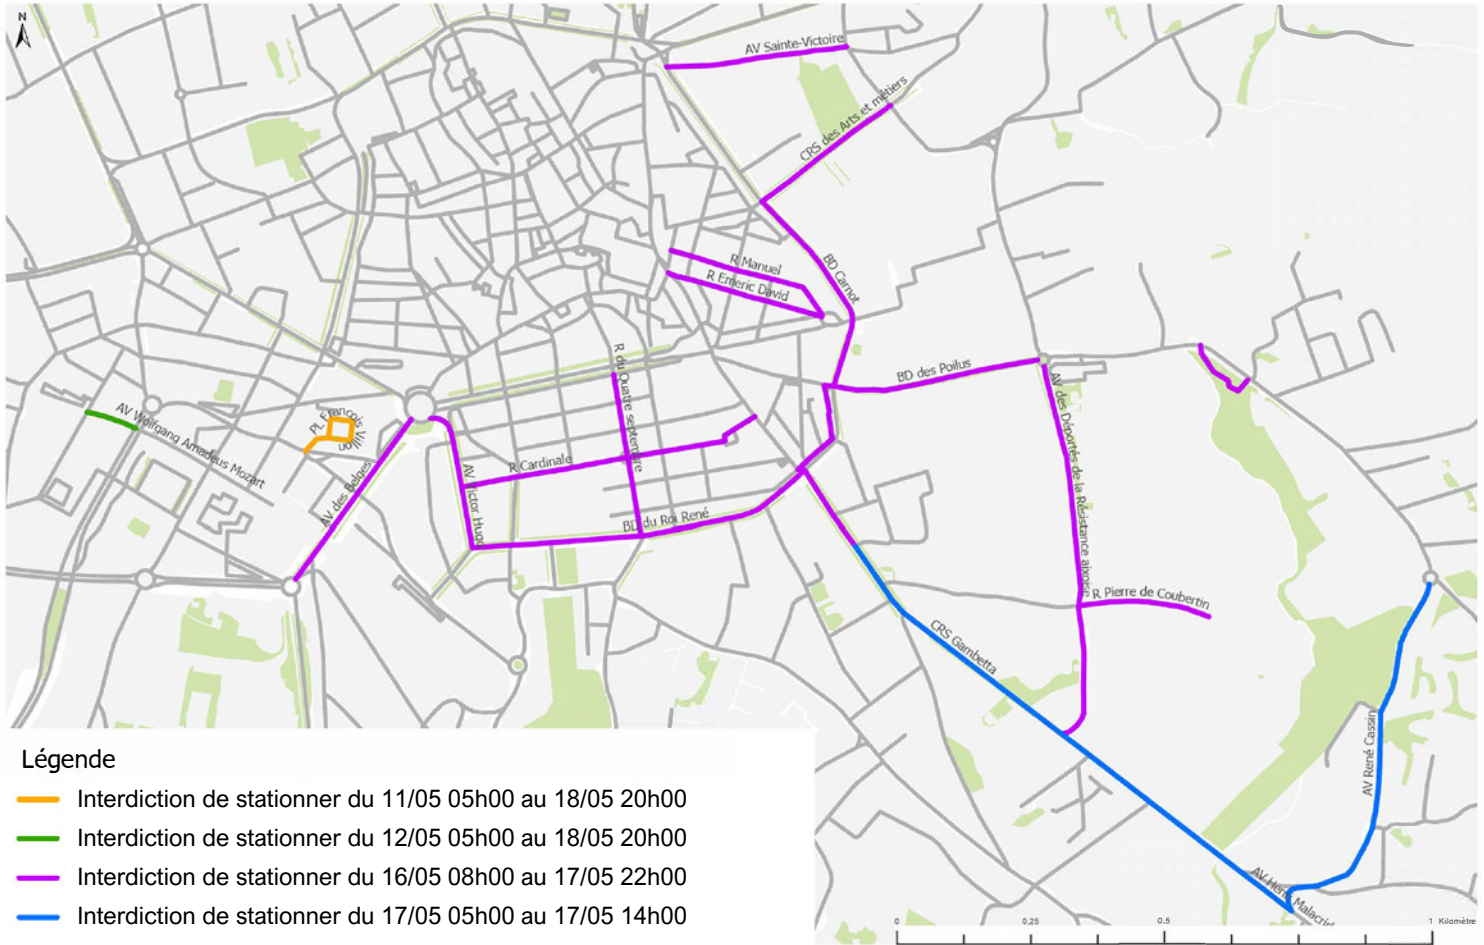 N
AV Sainte-Victoire
CRS des Arts et métiers
BD Carnot
R Manuel
R Emeric David
R du Quatre septembre
BD des Poilus
AV des Déportés de la Résistance aixoise
AV Wolfgang Amadeus Mozart
PL François Villon
AV des Belges
AV Victor Hugo
R Cardinale
BD du Roi René
R Pierre de Coubertin
CRS Gambetta
AV René Cassin
AV Henri Malacrid
Légende
Interdiction de stationner du 11/05 05h00 au 18/05 20h00
Interdiction de stationner du 12/05 05h00 au 18/05 20h00
Interdiction de stationner du 16/05 08h00 au 17/05 22h00
Interdiction de stationner du 17/05 05h00 au 17/05 14h00
0 0,25 0,5 1 Kilomètre